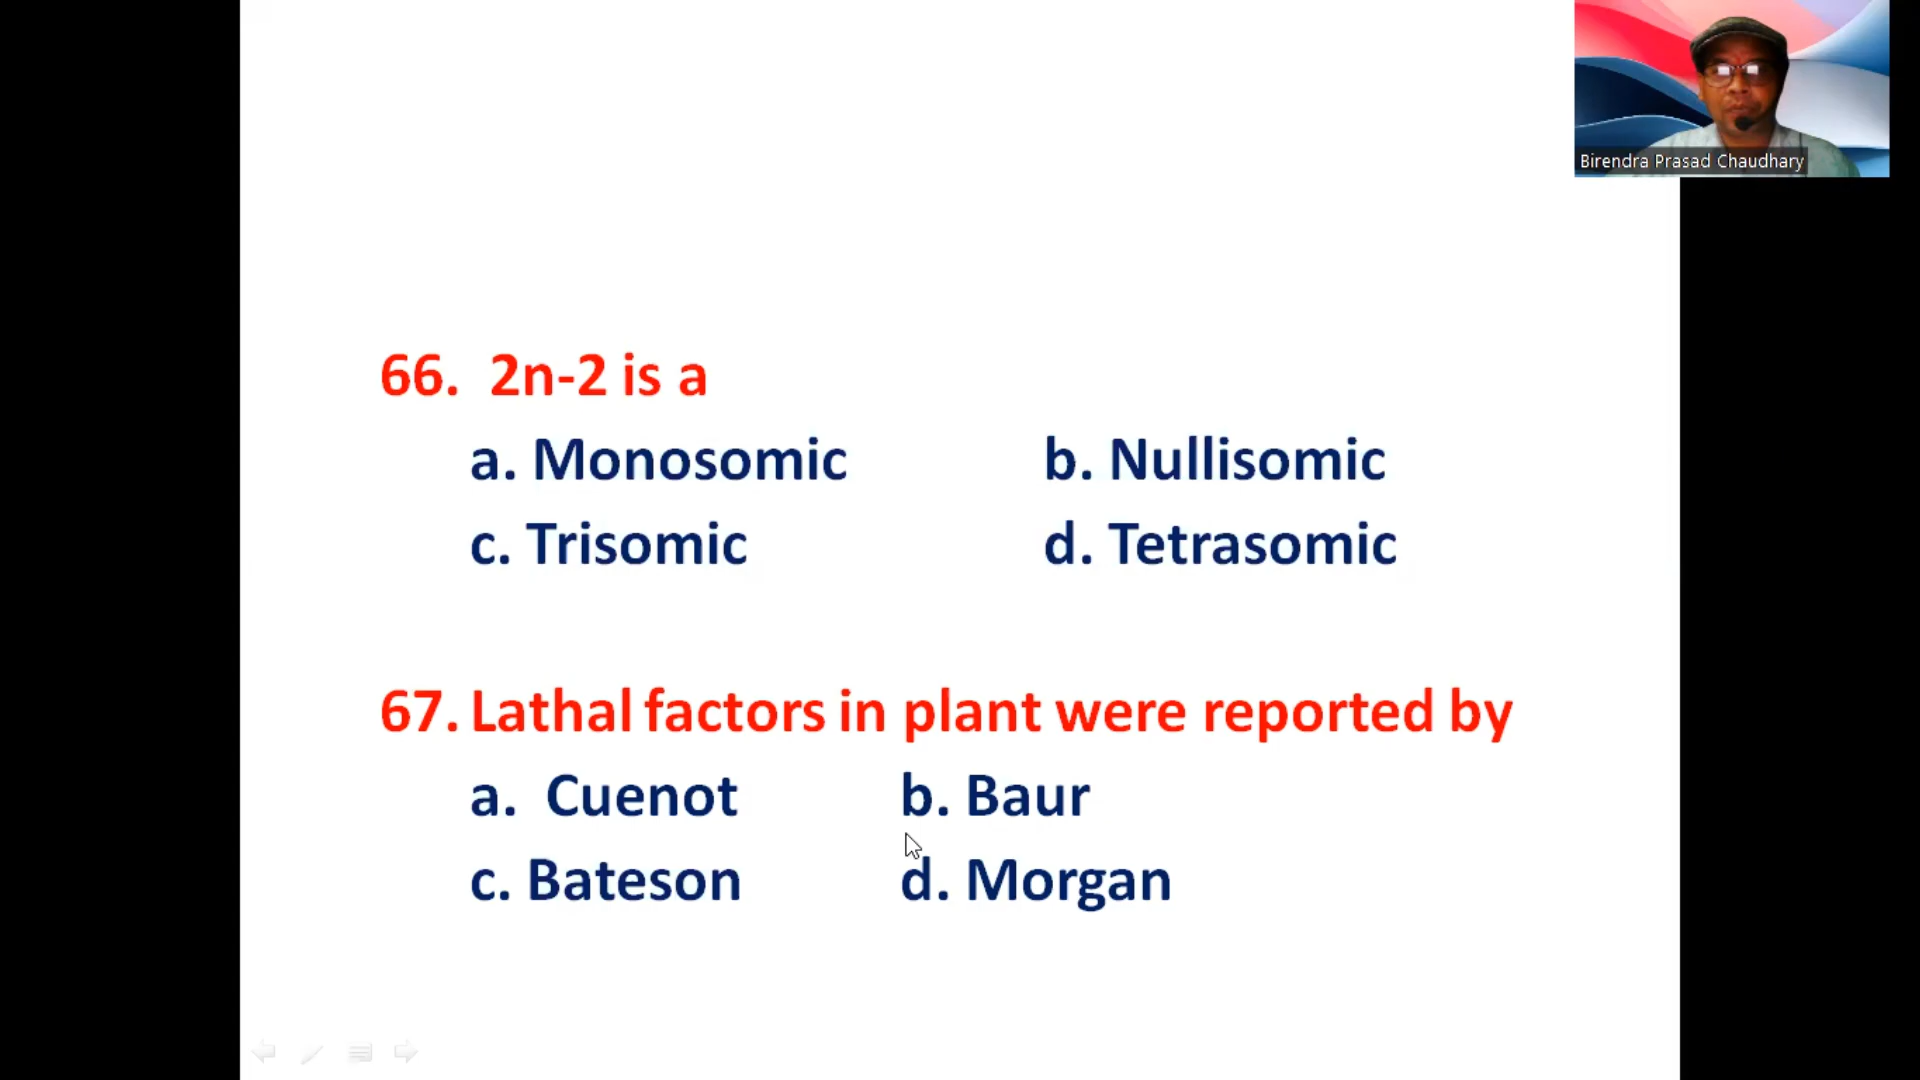 Birendra Prasad Chaudhary
66. 2n-2 is a
a. Monosomic b. Nullisomic
c. Trisomic d. Tetrasomic
67. Lathal factors in plant were reported by
a. Cuenot b. Baur
c. Bateson d. Morgan